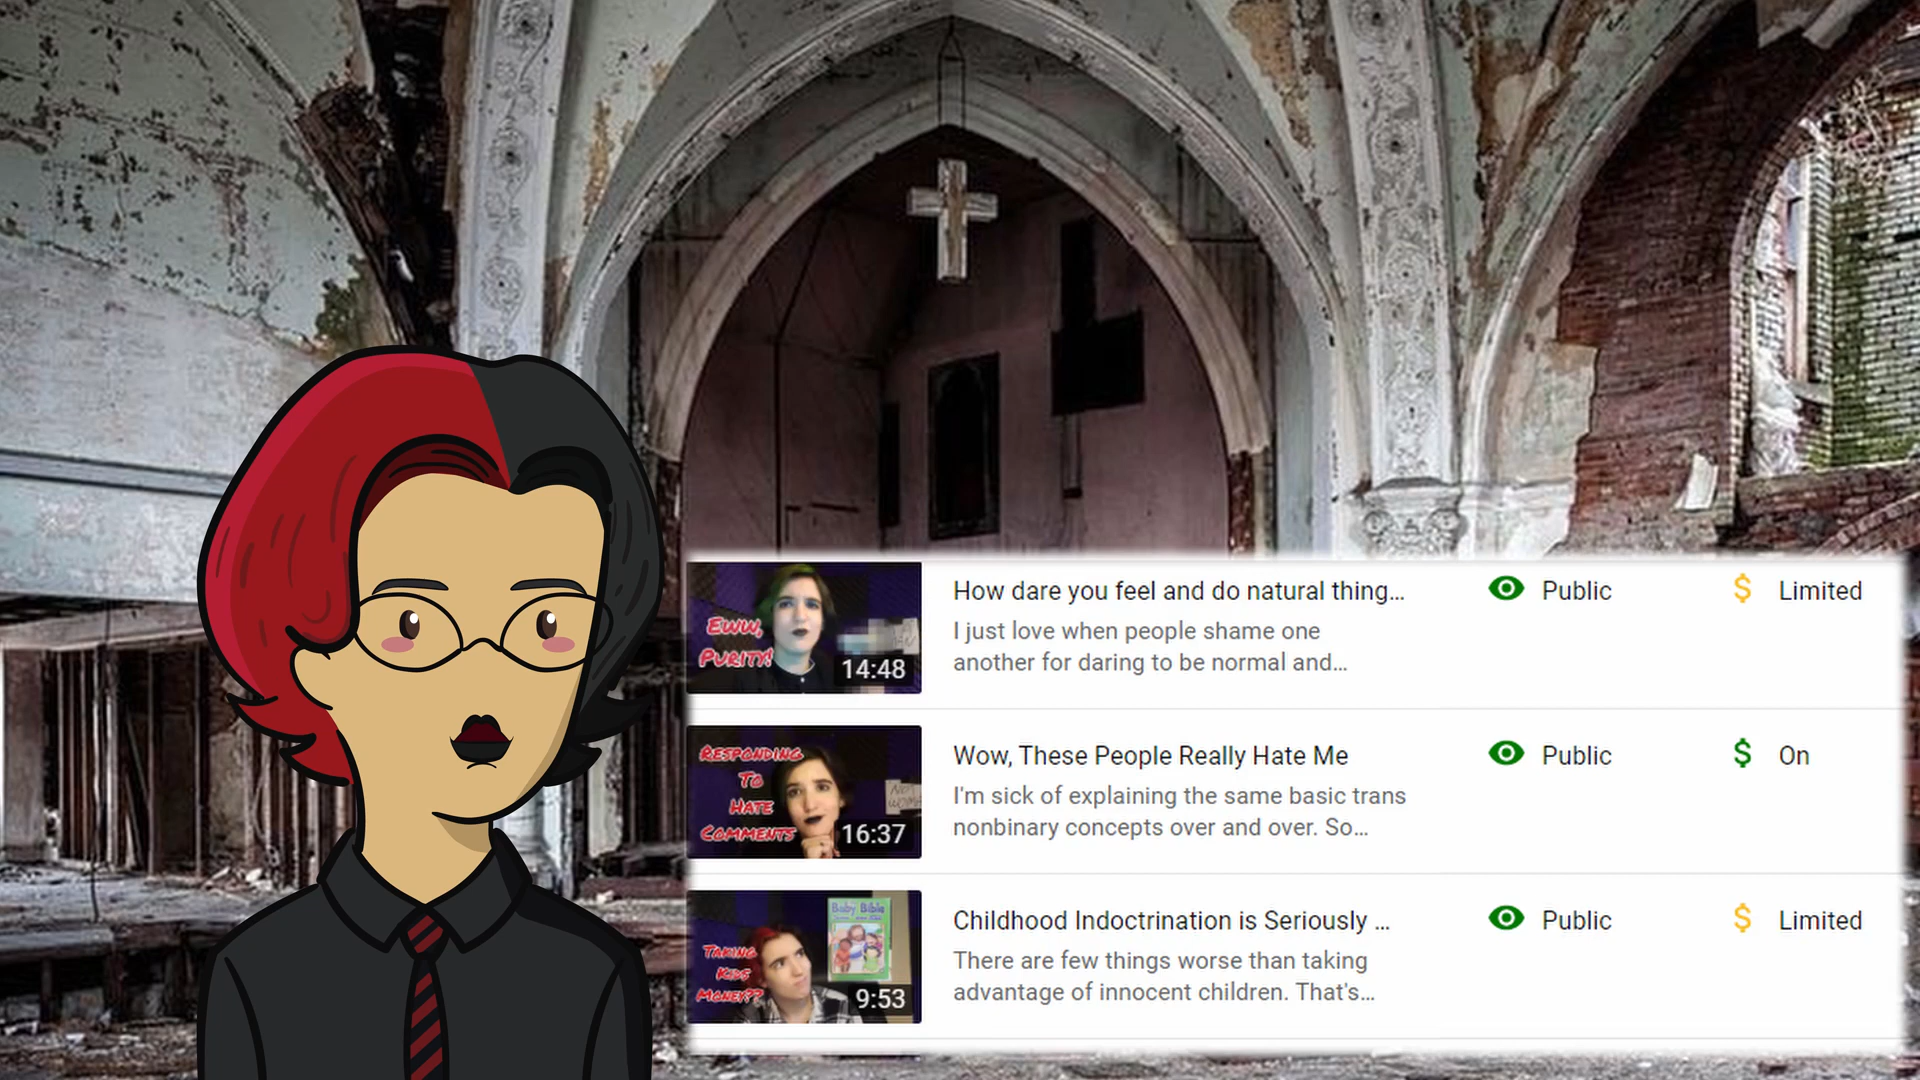 EWW,
PURITY!
14:48
How dare you feel and do natural thing...
I just love when people shame one
another for daring to be normal and...
Public
Limited
RESPONDING
TO
HATE
COMMENTS
16:37
Wow, These People Really Hate Me
I'm sick of explaining the same basic trans
nonbinary concepts over and over. So...
Public
On
TAKING
KIDS
MONEY??
Baby Bible
9:53
Childhood Indoctrination is Seriously ...
There are few things worse than taking
advantage of innocent children. That's...
Public
Limited